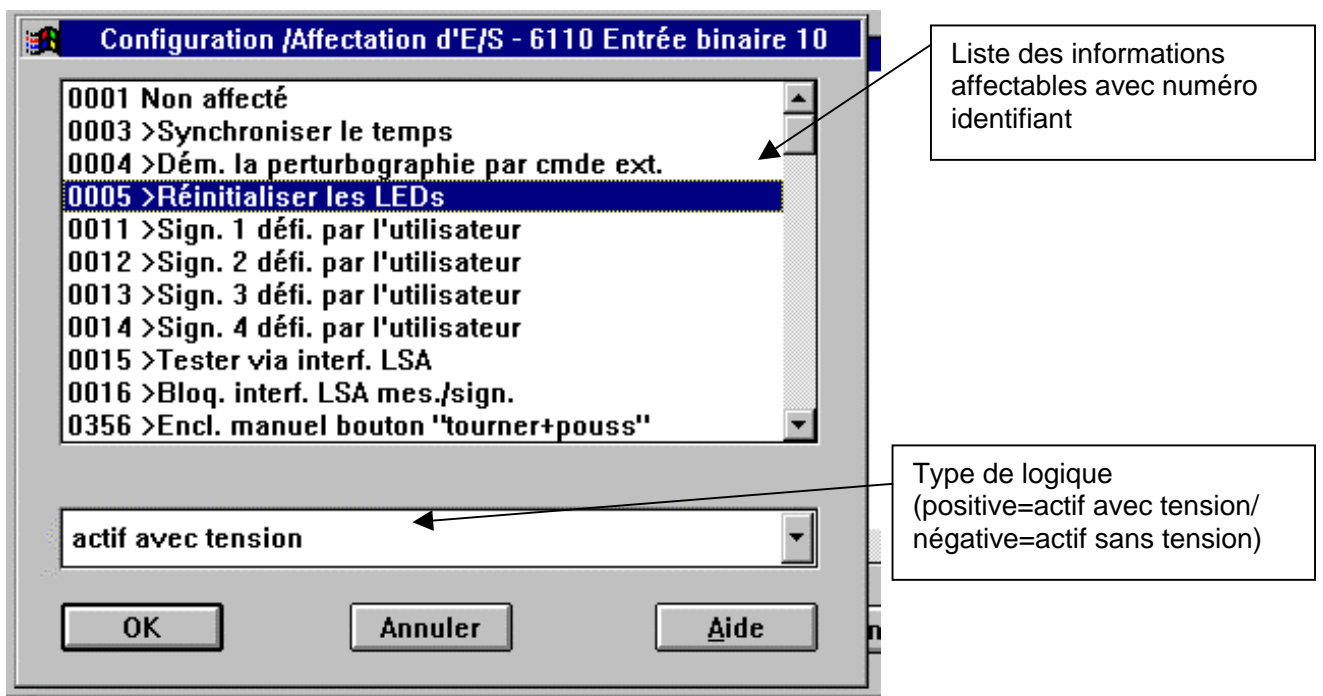 Configuration /Affectation d'E/S - 6110 Entrée binaire 10
0001 Non affecté
0003 >Synchroniser le temps
0004 >Dém. la perturbographie par cmde ext.
0005 >Réinitialiser les LEDs
0011 >Sign. 1 défi. par l'utilisateur
0012 >Sign. 2 défi. par l'utilisateur
0013 >Sign. 3 défi. par l'utilisateur
0014 >Sign. 4 défi. par l'utilisateur
0015 >Tester via interf. LSA
0016 >Bloq. interf. LSA mes./sign.
0356 >Encl. manuel bouton "tourner+pouss"
actif avec tension
OK
Annuler
Aide
Liste des informations
affectables avec numéro
identifiant
Type de logique
(positive=actif avec tension/
négative=actif sans tension)